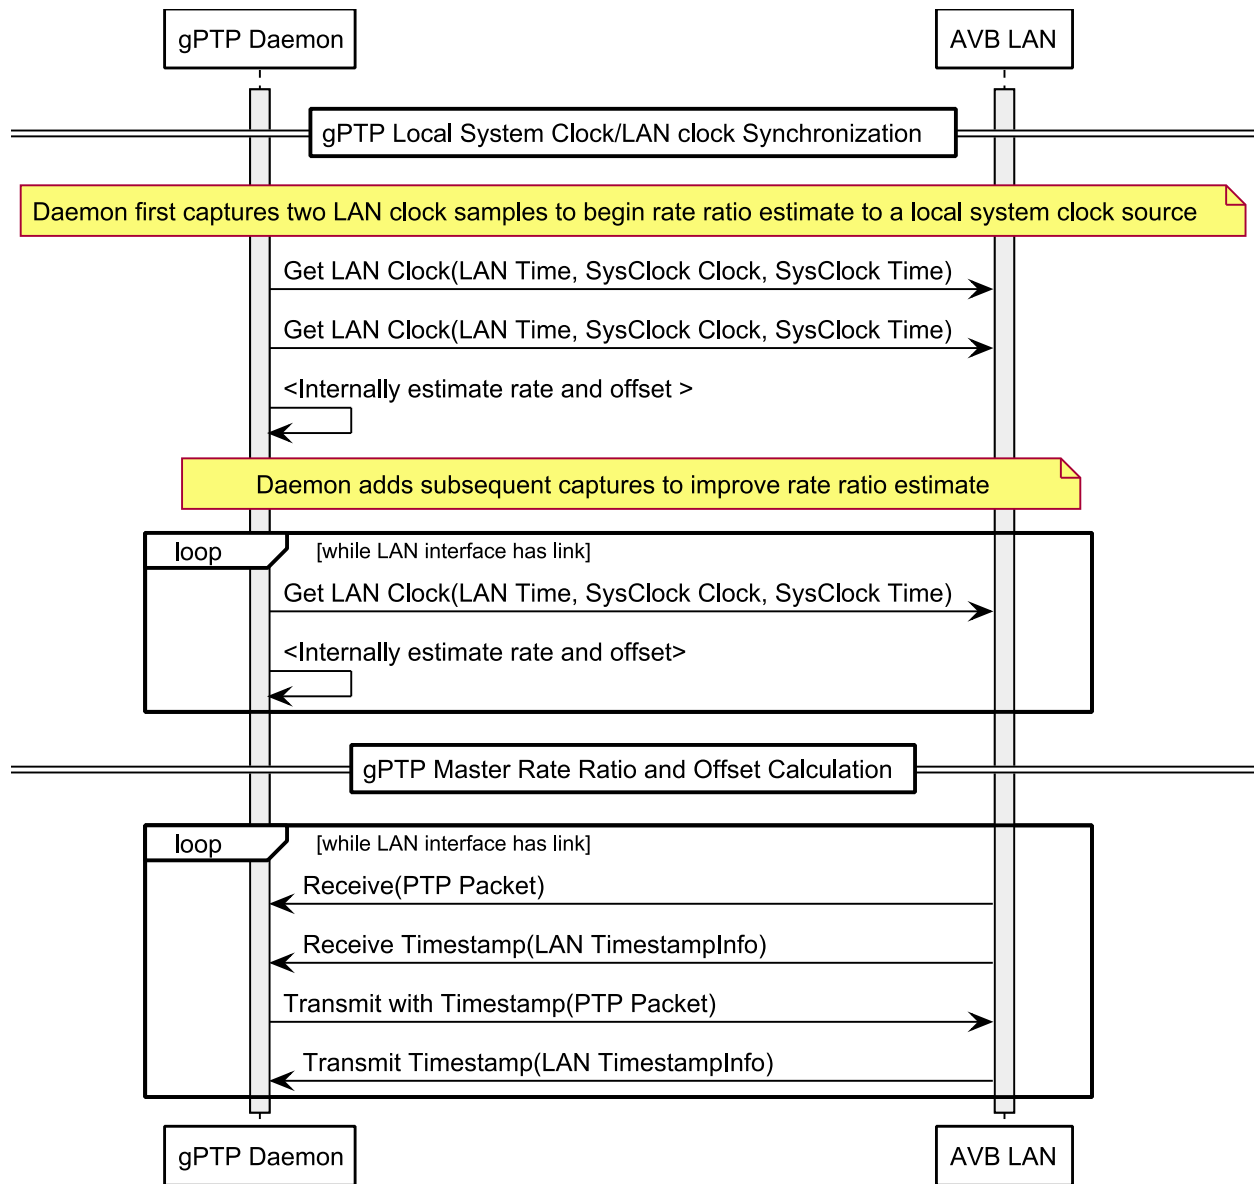 gPTP Daemon
AVB LAN
gPTP Local System Clock/LAN clock Synchronization
Daemon first captures two LAN clock samples to begin rate ratio estimate to a local system clock source
Get LAN Clock(LAN Time, SysClock Clock, SysClock Time)
Get LAN Clock(LAN Time, SysClock Clock, SysClock Time)
<Internally estimate rate and offset >
Daemon adds subsequent captures to improve rate ratio estimate
loop
[while LAN interface has link]
Get LAN Clock(LAN Time, SysClock Clock, SysClock Time)
<Internally estimate rate and offset>
gPTP Master Rate Ratio and Offset Calculation
loop
[while LAN interface has link]
Receive(PTP Packet)
Receive Timestamp(LAN TimestampInfo)
Transmit with Timestamp(PTP Packet)
Transmit Timestamp(LAN TimestampInfo)
gPTP Daemon
AVB LAN